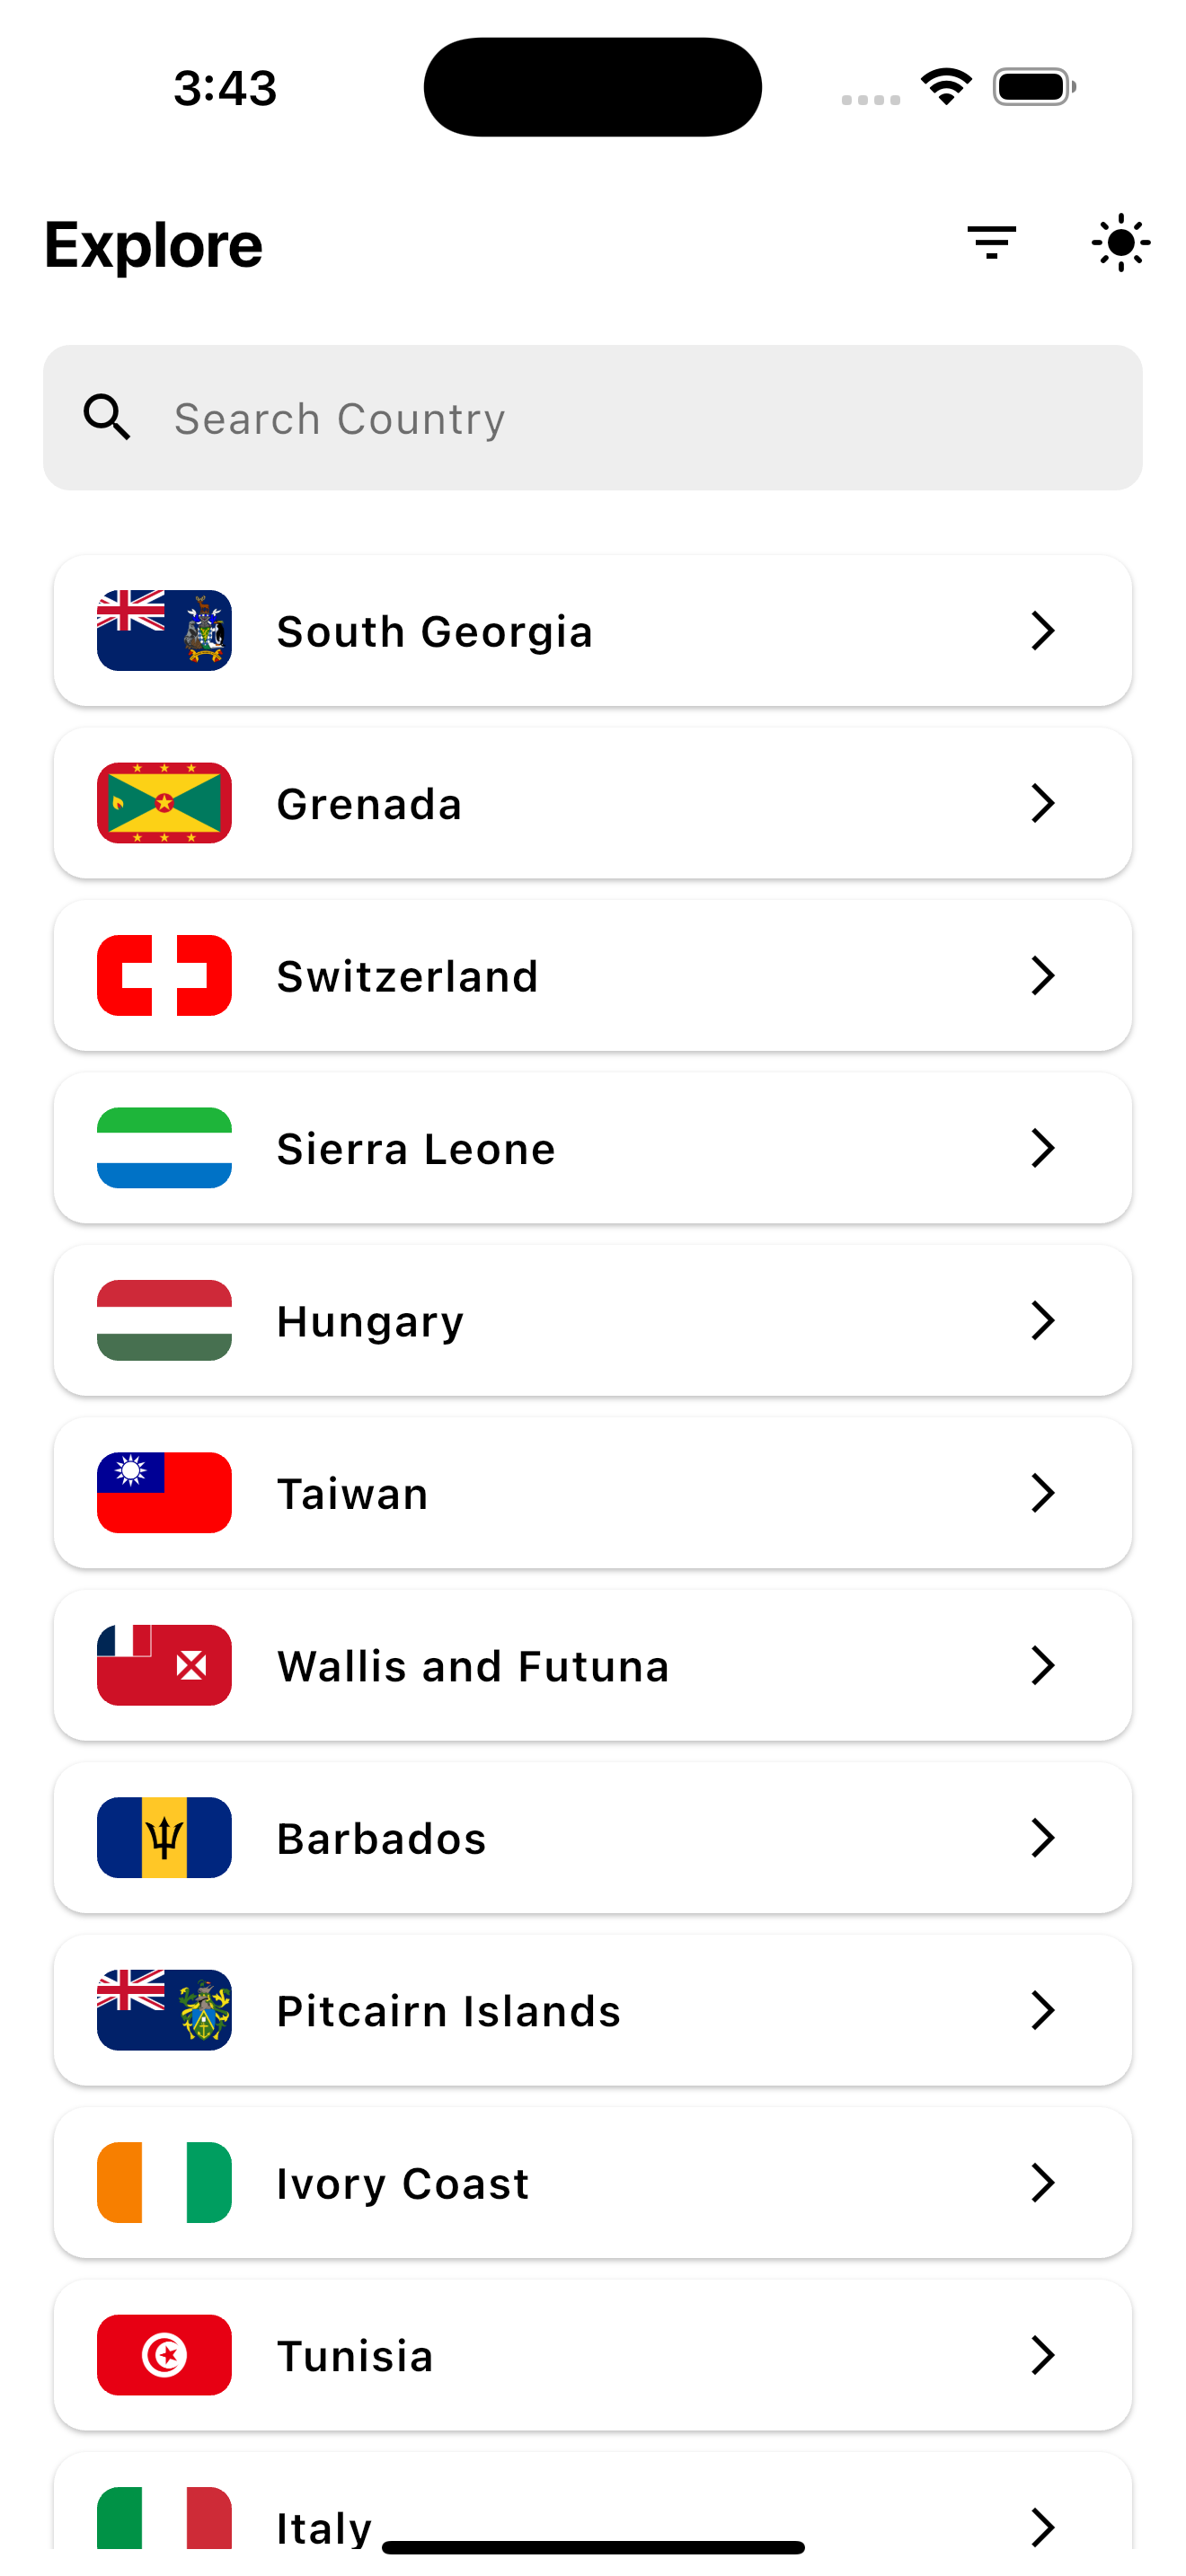 3:43
Explore
Search Country
South Georgia
Grenada
Switzerland
Sierra Leone
Hungary
Taiwan
Wallis and Futuna
Barbados
Pitcairn Islands
Ivory Coast
Tunisia
Italy